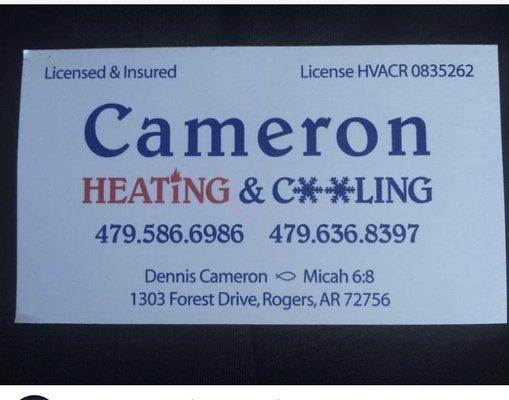 Licensed & Insured
License HVACR 0835262
Cameron
HEATiNG & COOLING
479.586.6986 479.636.8397
Dennis Cameron Micah 6:8
1303 Forest Drive, Rogers, AR 72756